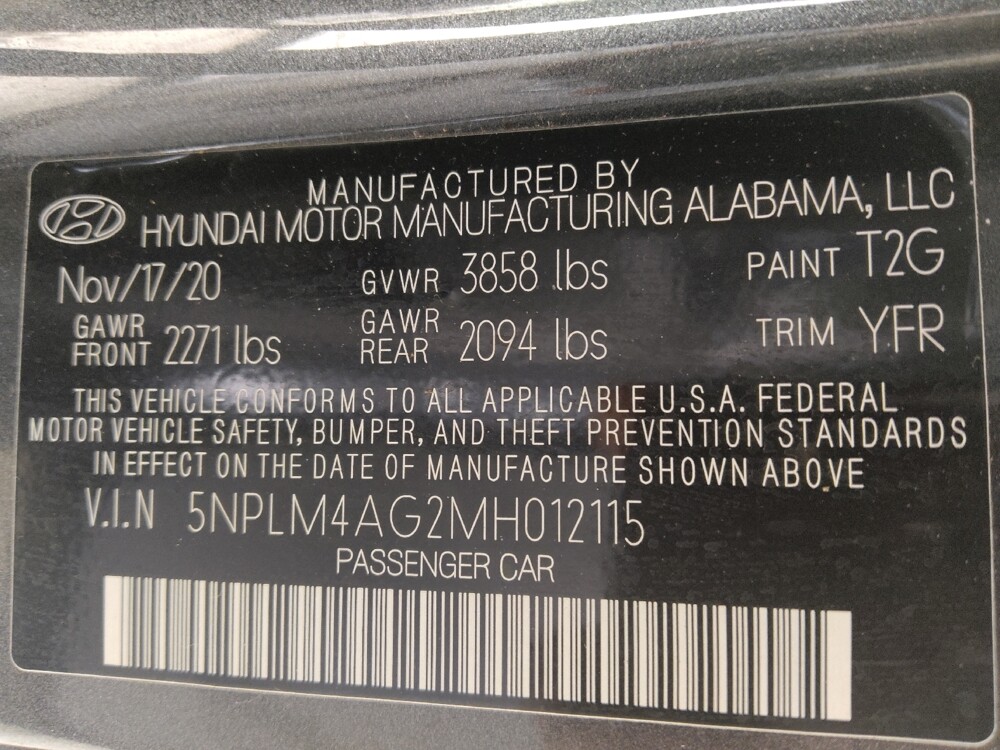 MANUFACTURED BY
HYUNDAI MOTOR MANUFACTURING ALABAMA, LLC
Nov/17/20 GVWR 3858 lbs PAINT T2G
GAWR FRONT 2271 lbs GAWR REAR 2094 lbs TRIM YFR
THIS VEHICLE CONFORMS TO ALL APPLICABLE U.S.A. FEDERAL
MOTOR VEHICLE SAFETY, BUMPER, AND THEFT PREVENTION STANDARDS
IN EFFECT ON THE DATE OF MANUFACTURE SHOWN ABOVE
V.I.N 5NPLM4AG2MH012115
PASSENGER CAR